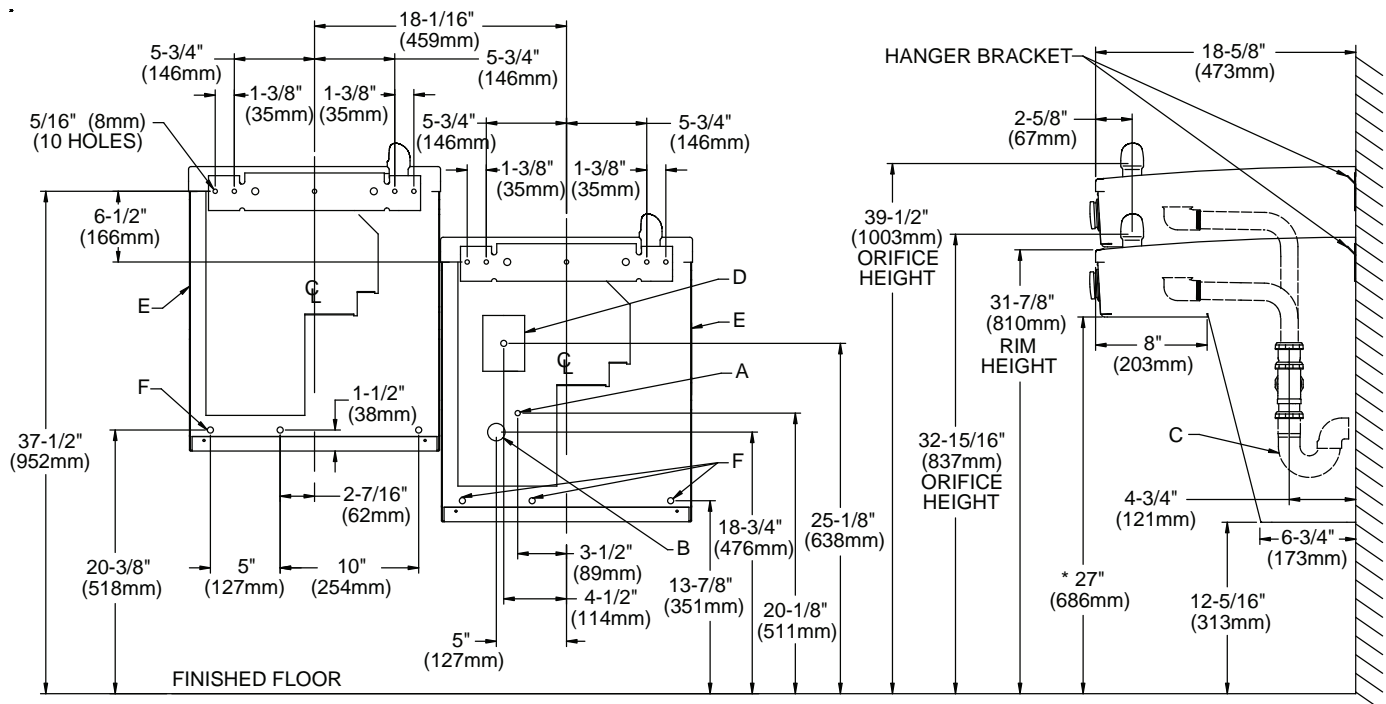 18-1/16"
(459mm)
5-3/4"
(146mm)
5-3/4"
(146mm)
1-3/8"
(35mm)
1-3/8"
(35mm)
5/16" (8mm)
(10 HOLES)
5-3/4"
(146mm)
5-3/4"
(146mm)
1-3/8"
(35mm)
1-3/8"
(35mm)
6-1/2"
(166mm)
E
CL
D
E
CL
A
F
1-1/2"
(38mm)
37-1/2"
(952mm)
F
2-7/16"
(62mm)
B
20-3/8"
(518mm)
5"
(127mm)
10"
(254mm)
3-1/2"
(89mm)
4-1/2"
(114mm)
5"
(127mm)
18-3/4"
(476mm)
13-7/8"
(351mm)
25-1/8"
(638mm)
20-1/8"
(511mm)
FINISHED FLOOR
HANGER BRACKET
18-5/8"
(473mm)
2-5/8"
(67mm)
39-1/2"
(1003mm)
ORIFICE
HEIGHT
31-7/8"
(810mm)
RIM
HEIGHT
8"
(203mm)
32-15/16"
(837mm)
ORIFICE
HEIGHT
C
4-3/4"
(121mm)
6-3/4"
(173mm)
* 27"
(686mm)
12-5/16"
(313mm)